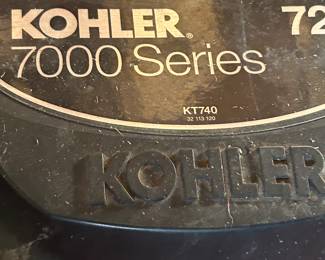 KOHLER® 72
7000 Series
KT740
32 113 120
KOHLER